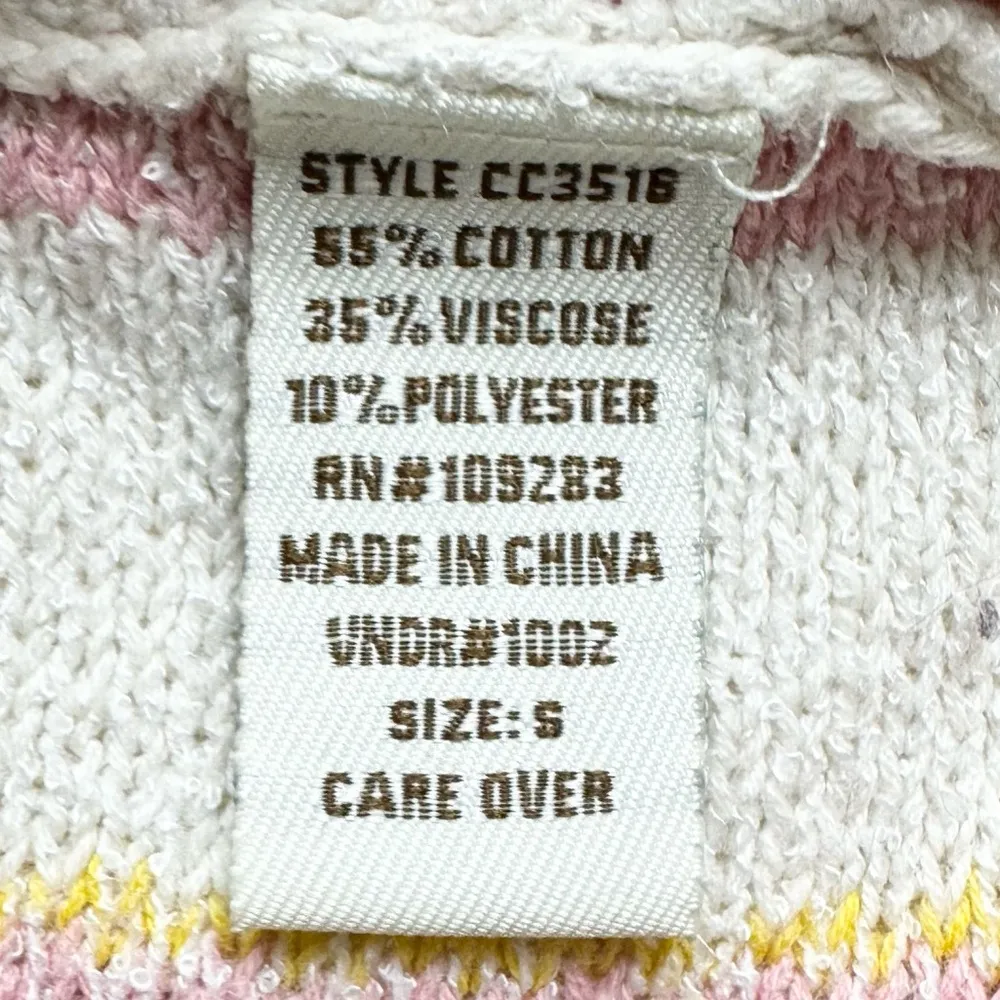 STYLE CC3516
55% COTTON
35% VISCOSE
10% POLYESTER
RN#109283
MADE IN CHINA
VNDR#1002
SIZE: S
CARE OVER